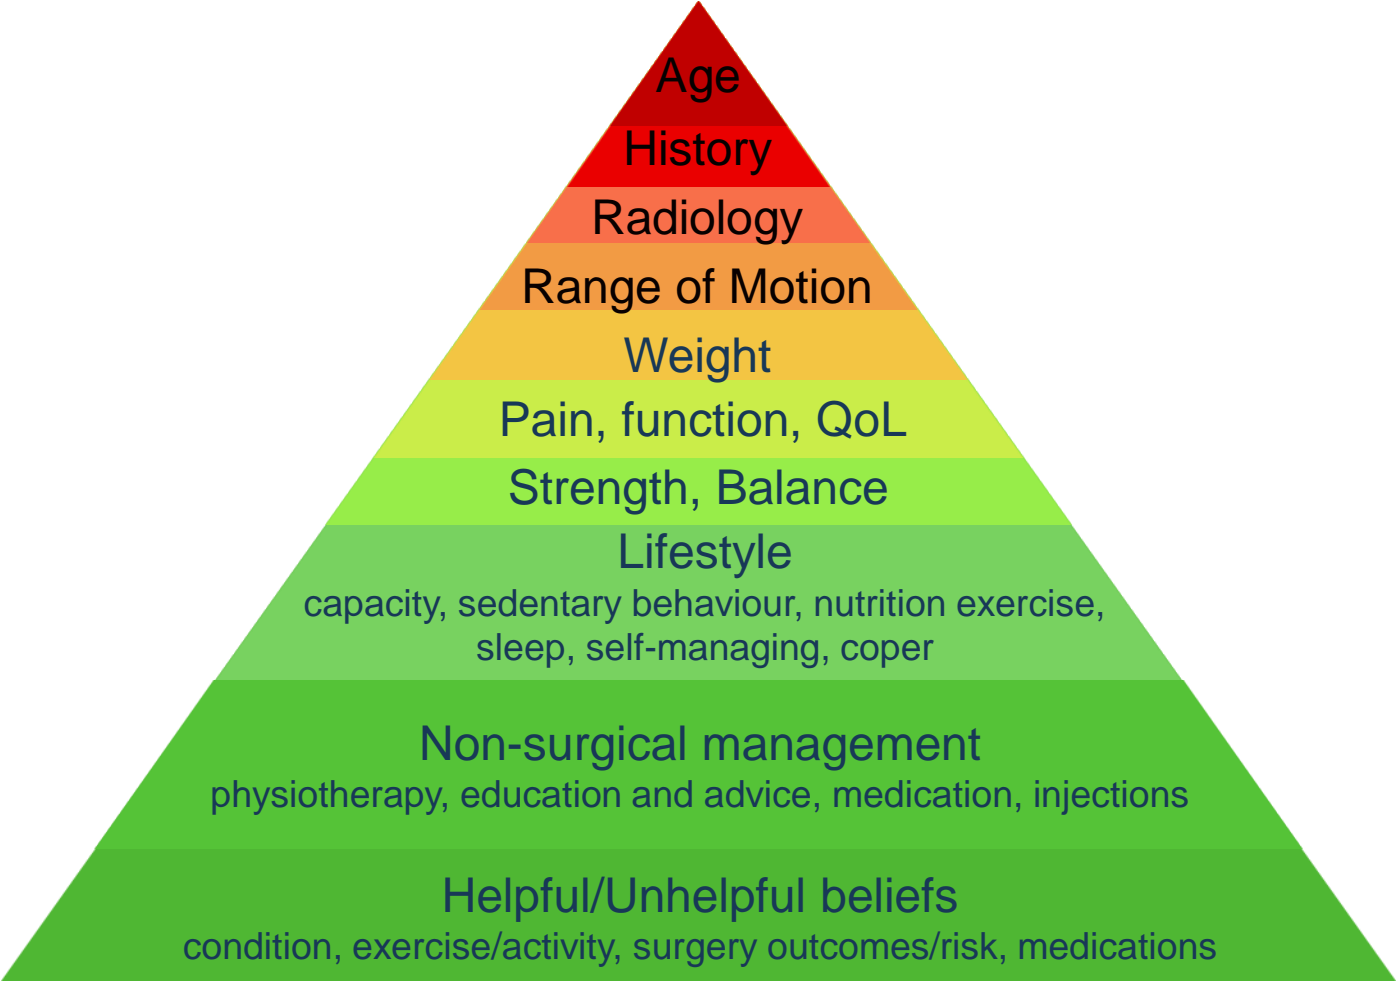 Age
History
Radiology
Range of Motion
Weight
Pain, function, QoL
Strength, Balance
Lifestyle
capacity, sedentary behaviour, nutrition exercise,
sleep, self-managing, coper
Non-surgical management
physiotherapy, education and advice, medication, injections
Helpful/Unhelpful beliefs
condition, exercise/activity, surgery outcomes/risk, medications